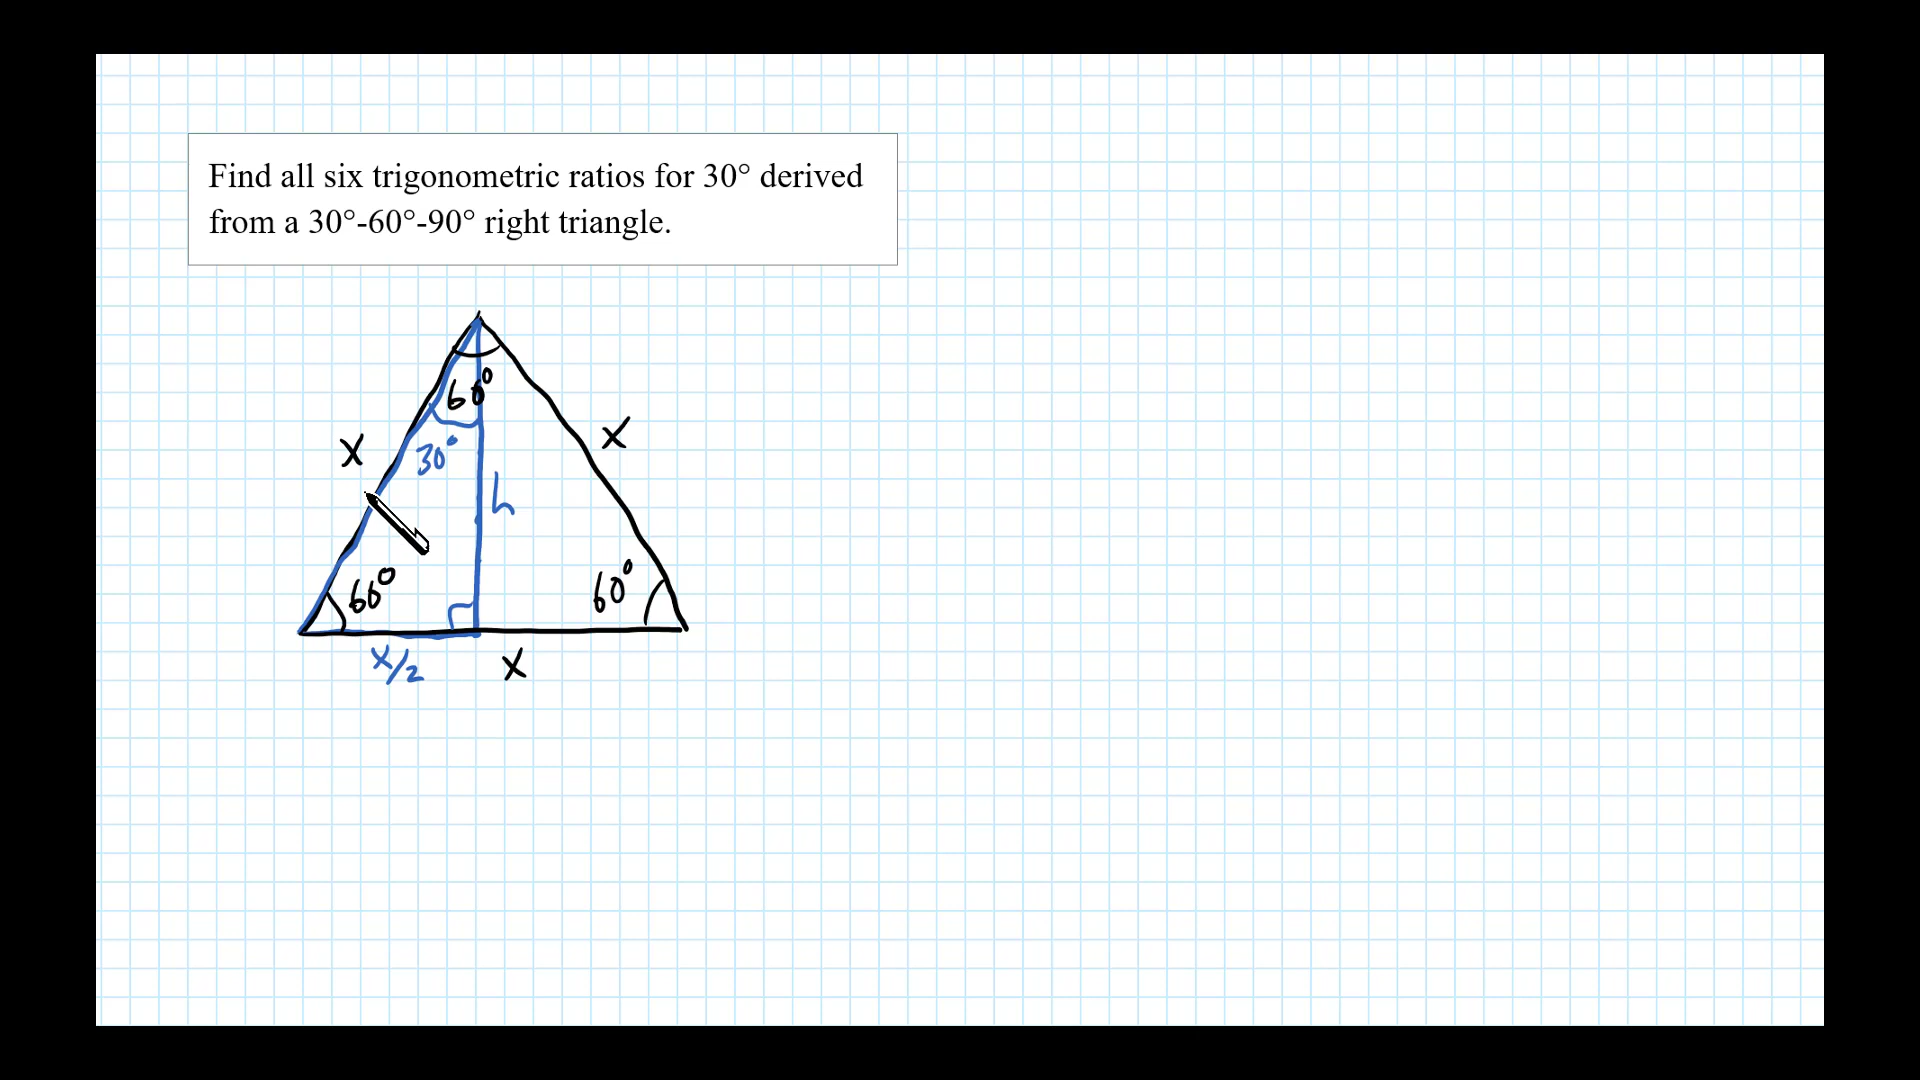 Find all six trigonometric ratios for 30° derived
from a 30°-60°-90° right triangle.
60°
x
x
30°
h
60°
60°
x/2
x